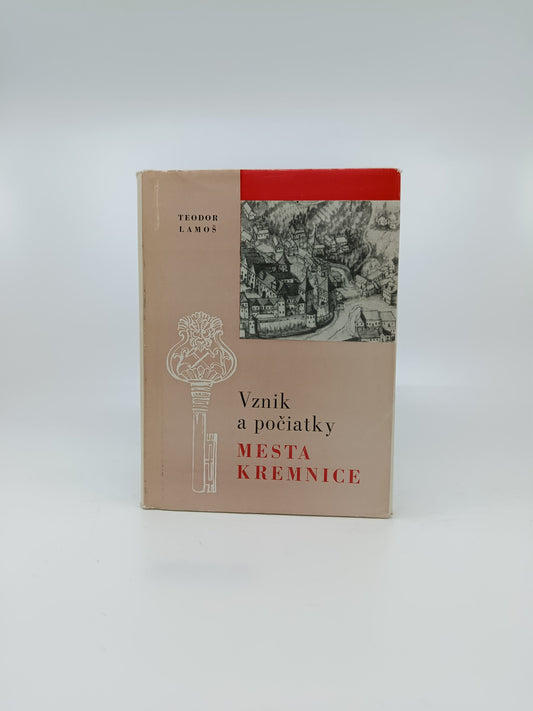 TEODOR
LAMOŠ
Vznik
a počiatky
MESTA
KREMNICE